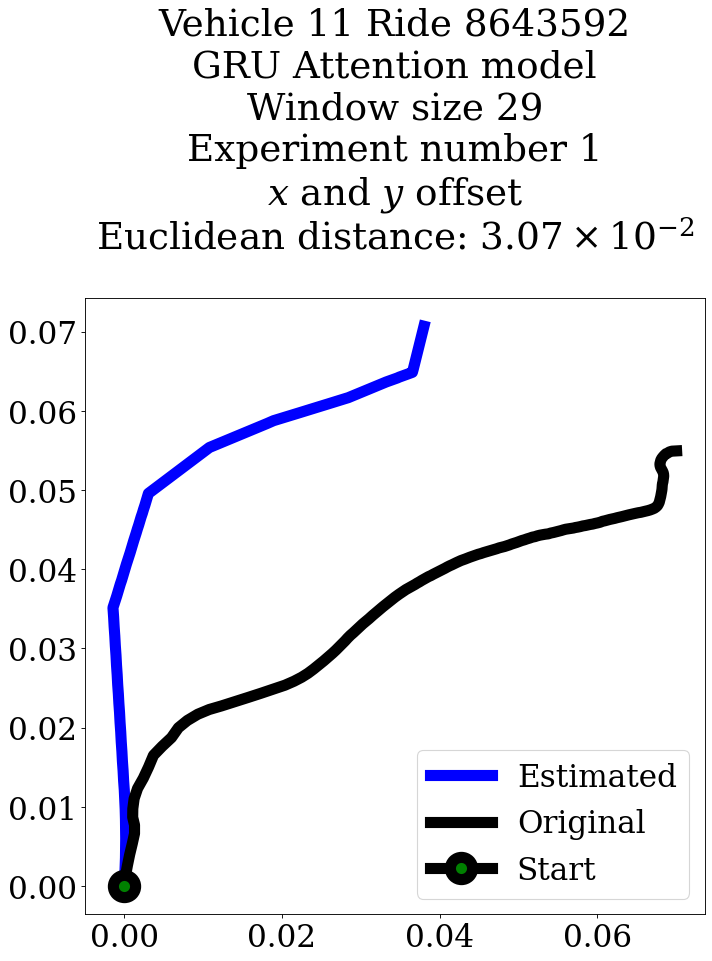 Vehicle 11 Ride 8643592
GRU Attention model
Window size 29
Experiment number 1
x and y offset
Euclidean distance: 3.07 × 10⁻²
0.07
0.06
0.05
0.04
0.03
0.02
0.01
0.00
Estimated
Original
Start
0.00 0.02 0.04 0.06